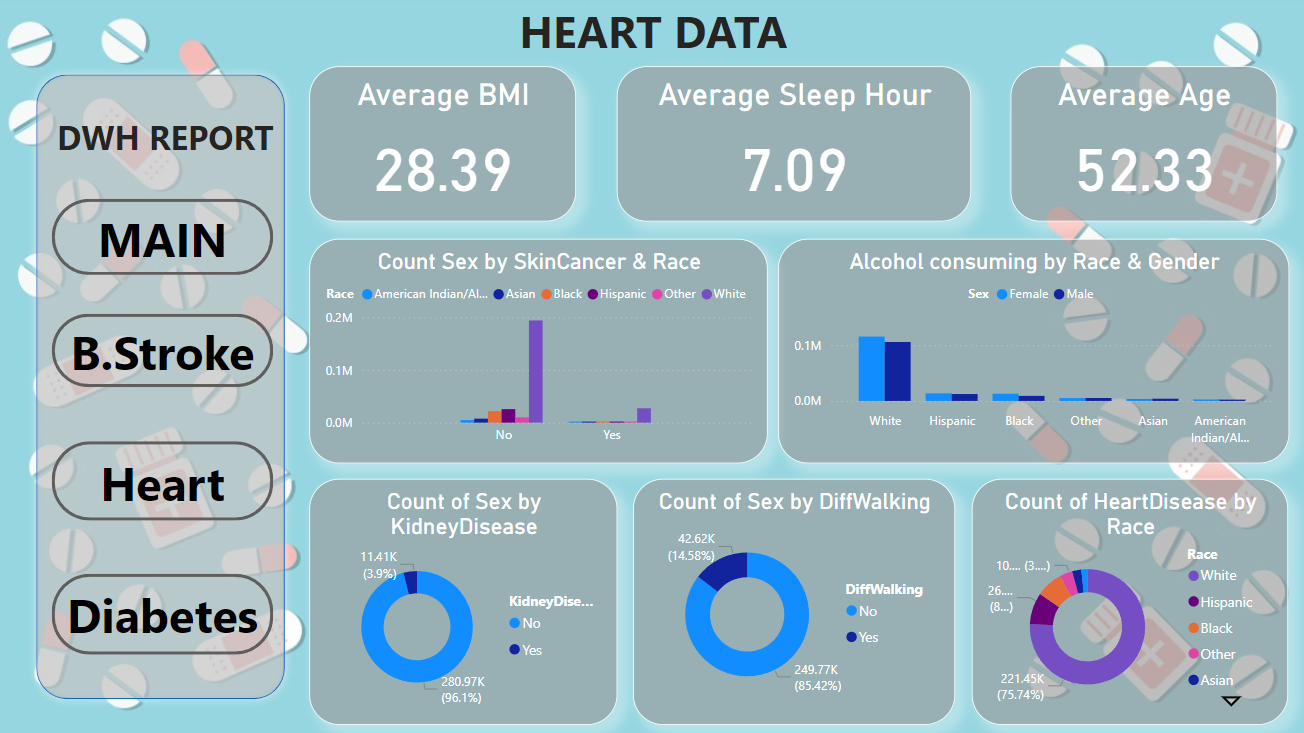 HEART DATA
DWH REPORT
MAIN
B.Stroke
Heart
Diabetes
Average BMI
28.39
Average Sleep Hour
7.09
Average Age
52.33
Count Sex by SkinCancer & Race
Race American Indian/Al... Asian Black Hispanic Other White
0.2M
0.1M
0.0M
No Yes
Alcohol consuming by Race & Gender
Sex Female Male
0.1M
0.0M
White Hispanic Black Other Asian American
Indian/Al...
Count of Sex by
KidneyDisease
11.41K
(3.9%)
280.97K
(96.1%)
KidneyDise...
No
Yes
Count of Sex by DiffWalking
42.62K
(14.58%)
249.77K
(85.42%)
DiffWalking
No
Yes
Count of HeartDisease by
Race
10.... (3....)
26....
(8...)
221.45K
(75.74%)
Race
White
Hispanic
Black
Other
Asian